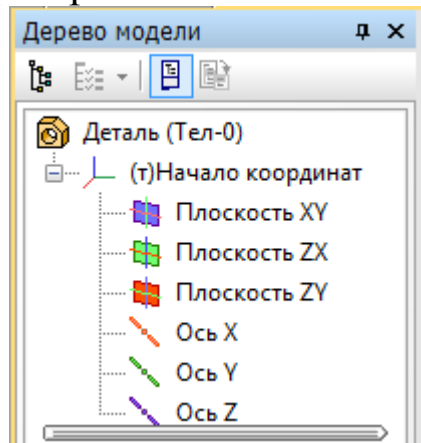 Дерево модели
Деталь (Тел-0)
(т)Начало координат
Плоскость XY
Плоскость ZX
Плоскость ZY
Ось X
Ось Y
Ось Z